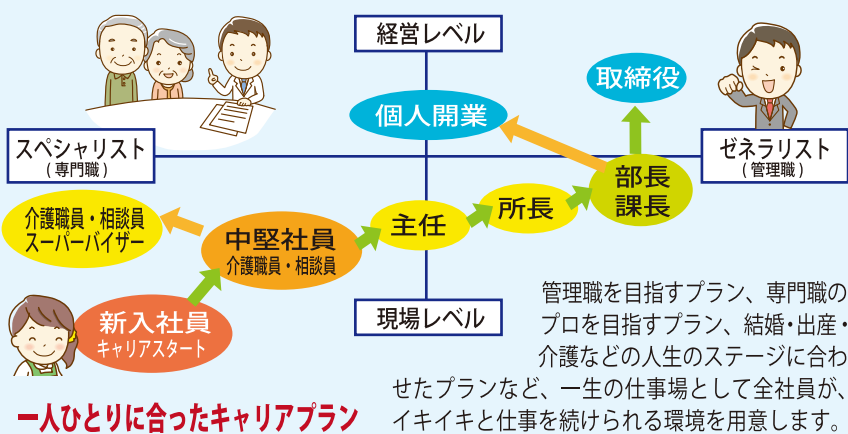 経営レベル
取締役
個人開業
スペシャリスト
(専門職)
ゼネラリスト
(管理職)
部長
課長
所長
主任
介護職員・相談員
スーパーバイザー
中堅社員
介護職員・相談員
新入社員
キャリアスタート
現場レベル
管理職を目指すプラン、専門職の
プロを目指すプラン、結婚・出産・
介護などの人生のステージに合わ
せたプランなど、一生の仕事場として全社員が、
イキイキと仕事を続けられる環境を用意します。
一人ひとりに合ったキャリアプラン